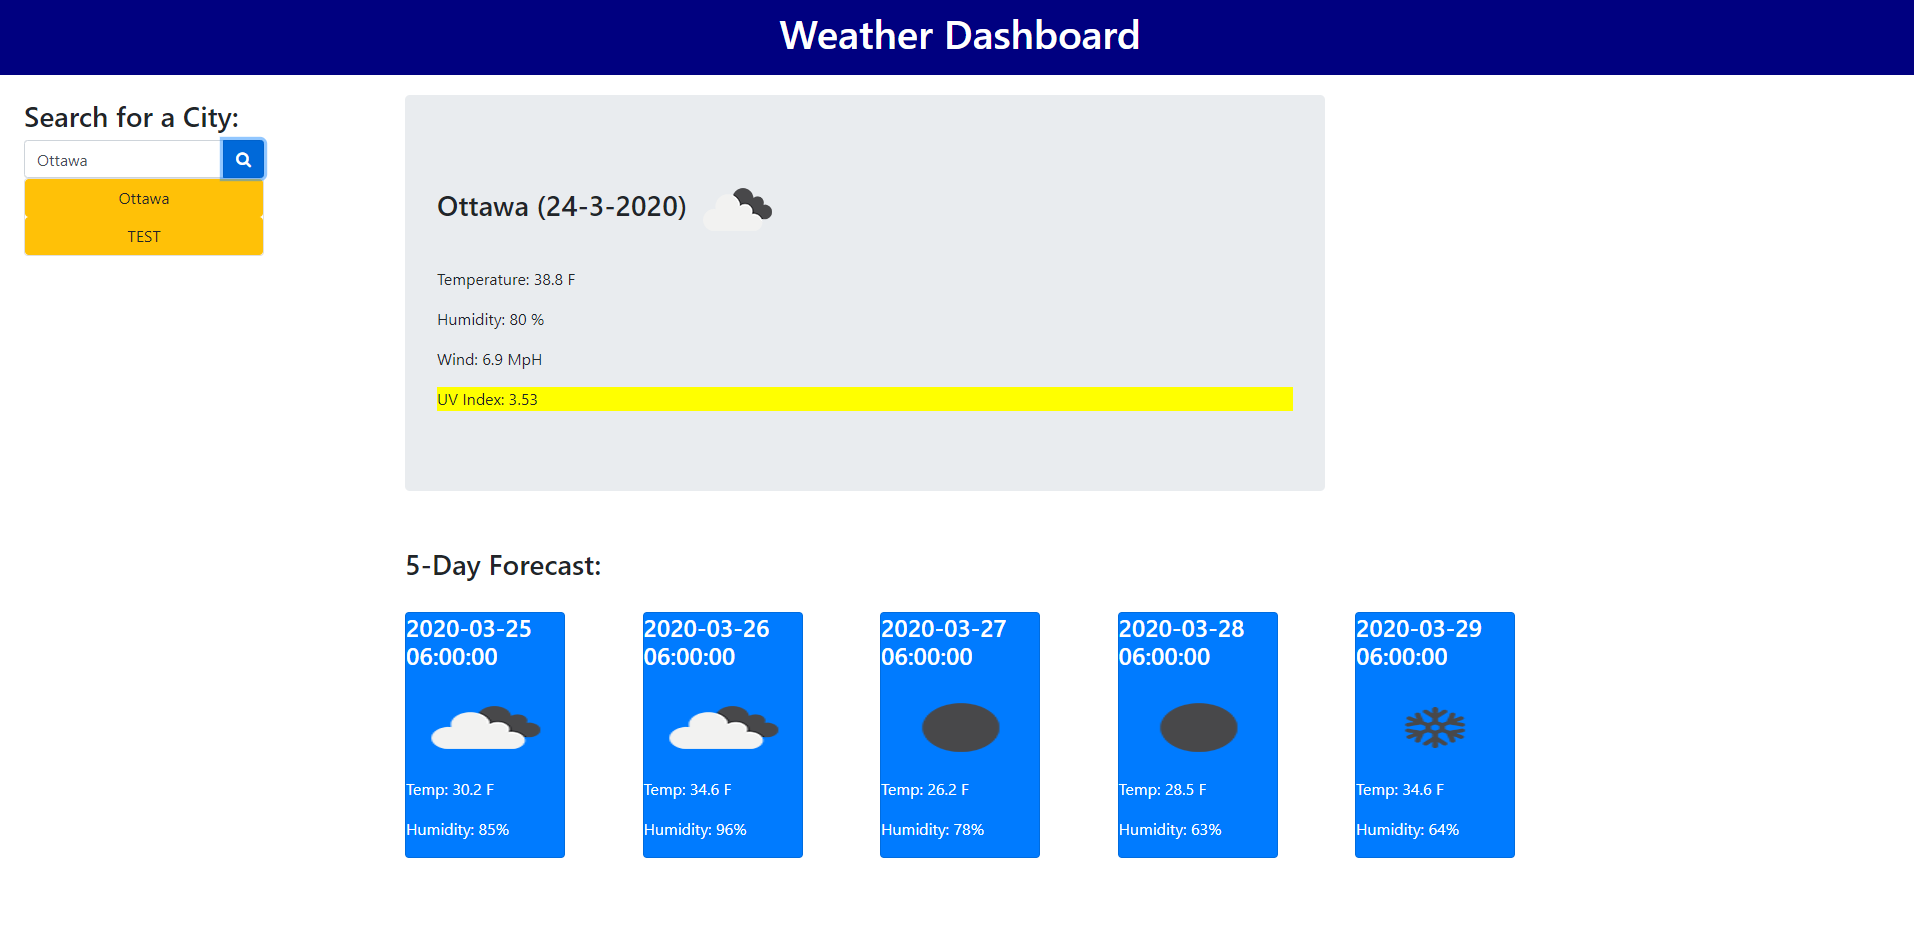 Weather Dashboard
Search for a City:
Ottawa
Ottawa
TEST
Ottawa (24-3-2020)
Temperature: 38.8 F
Humidity: 80 %
Wind: 6.9 MpH
UV Index: 3.53
5-Day Forecast:
2020-03-25
06:00:00
Temp: 30.2 F
Humidity: 85%
2020-03-26
06:00:00
Temp: 34.6 F
Humidity: 96%
2020-03-27
06:00:00
Temp: 26.2 F
Humidity: 78%
2020-03-28
06:00:00
Temp: 28.5 F
Humidity: 63%
2020-03-29
06:00:00
Temp: 34.6 F
Humidity: 64%